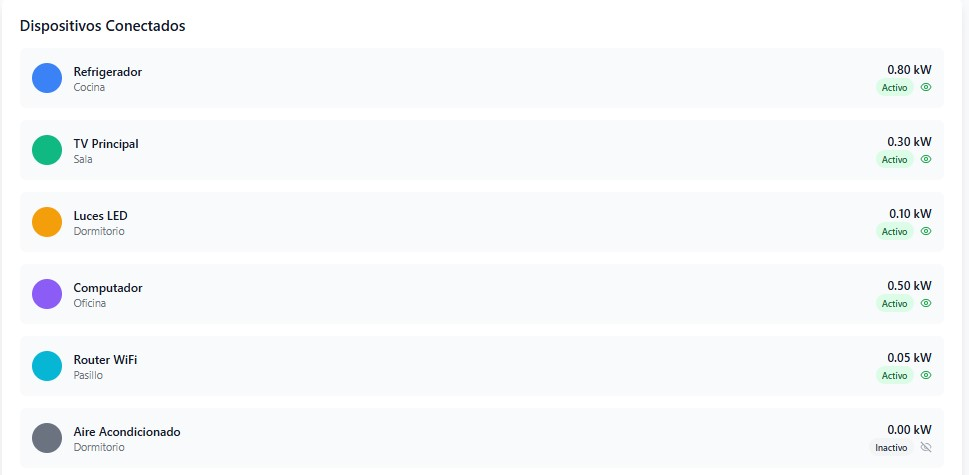 Dispositivos Conectados
Refrigerador
Cocina
0.80 kW
Activo
TV Principal
Sala
0.30 kW
Activo
Luces LED
Dormitorio
0.10 kW
Activo
Computador
Oficina
0.50 kW
Activo
Router WiFi
Pasillo
0.05 kW
Activo
Aire Acondicionado
Dormitorio
0.00 kW
Inactivo